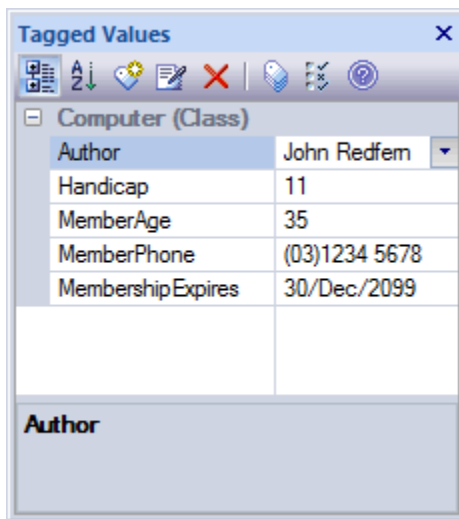 Tagged Values
Computer (Class)
Author John Redfern
Handicap 11
MemberAge 35
MemberPhone (03)1234 5678
MembershipExpires 30/Dec/2099
Author